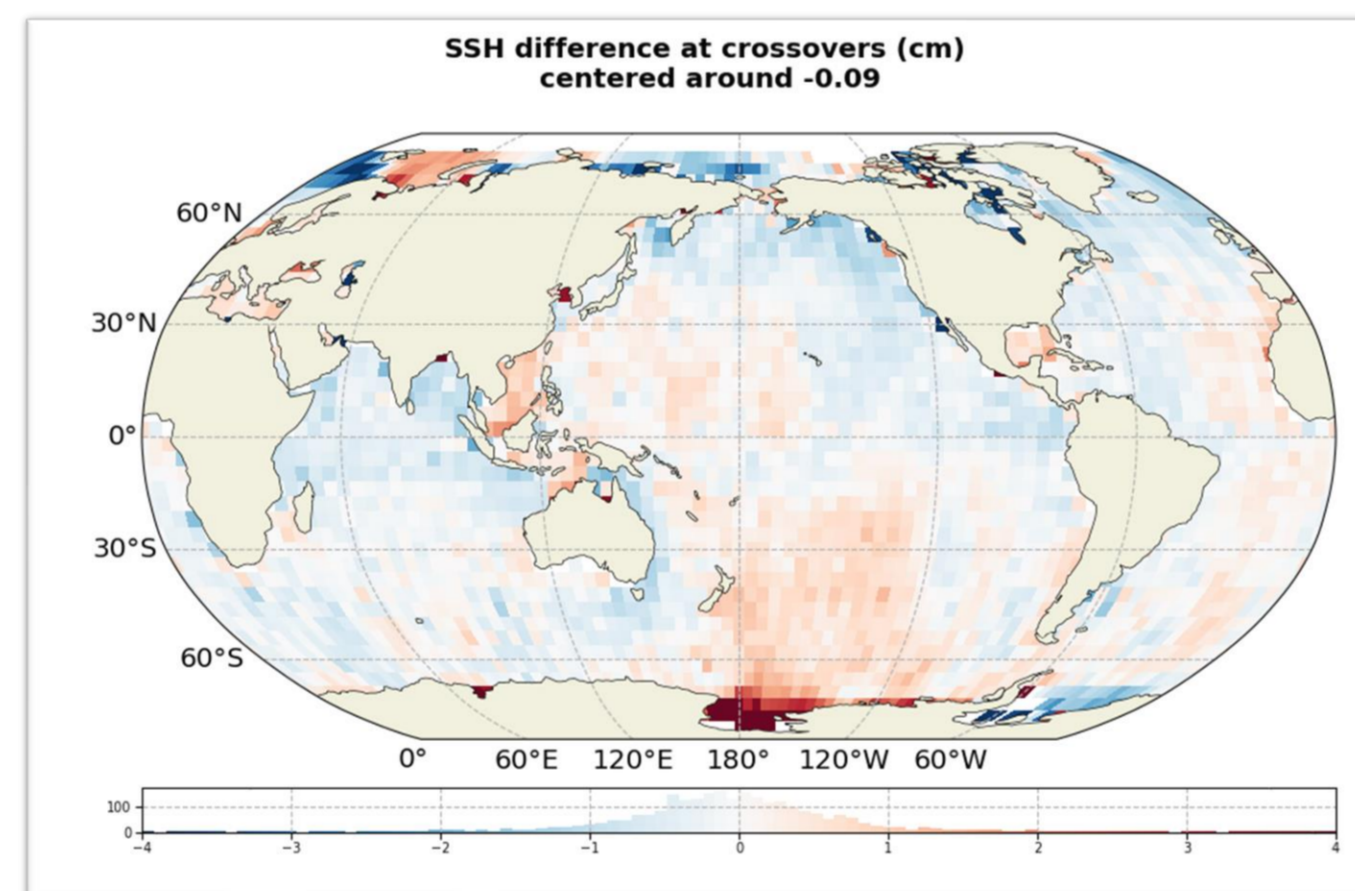 SSH difference at crossovers (cm)
centered around -0.09
60°N
30°N
0°
30°S
60°S
0° 60°E 120°E 180° 120°W 60°W
100
0
−4 −3 −2 −1 0 1 2 3 4